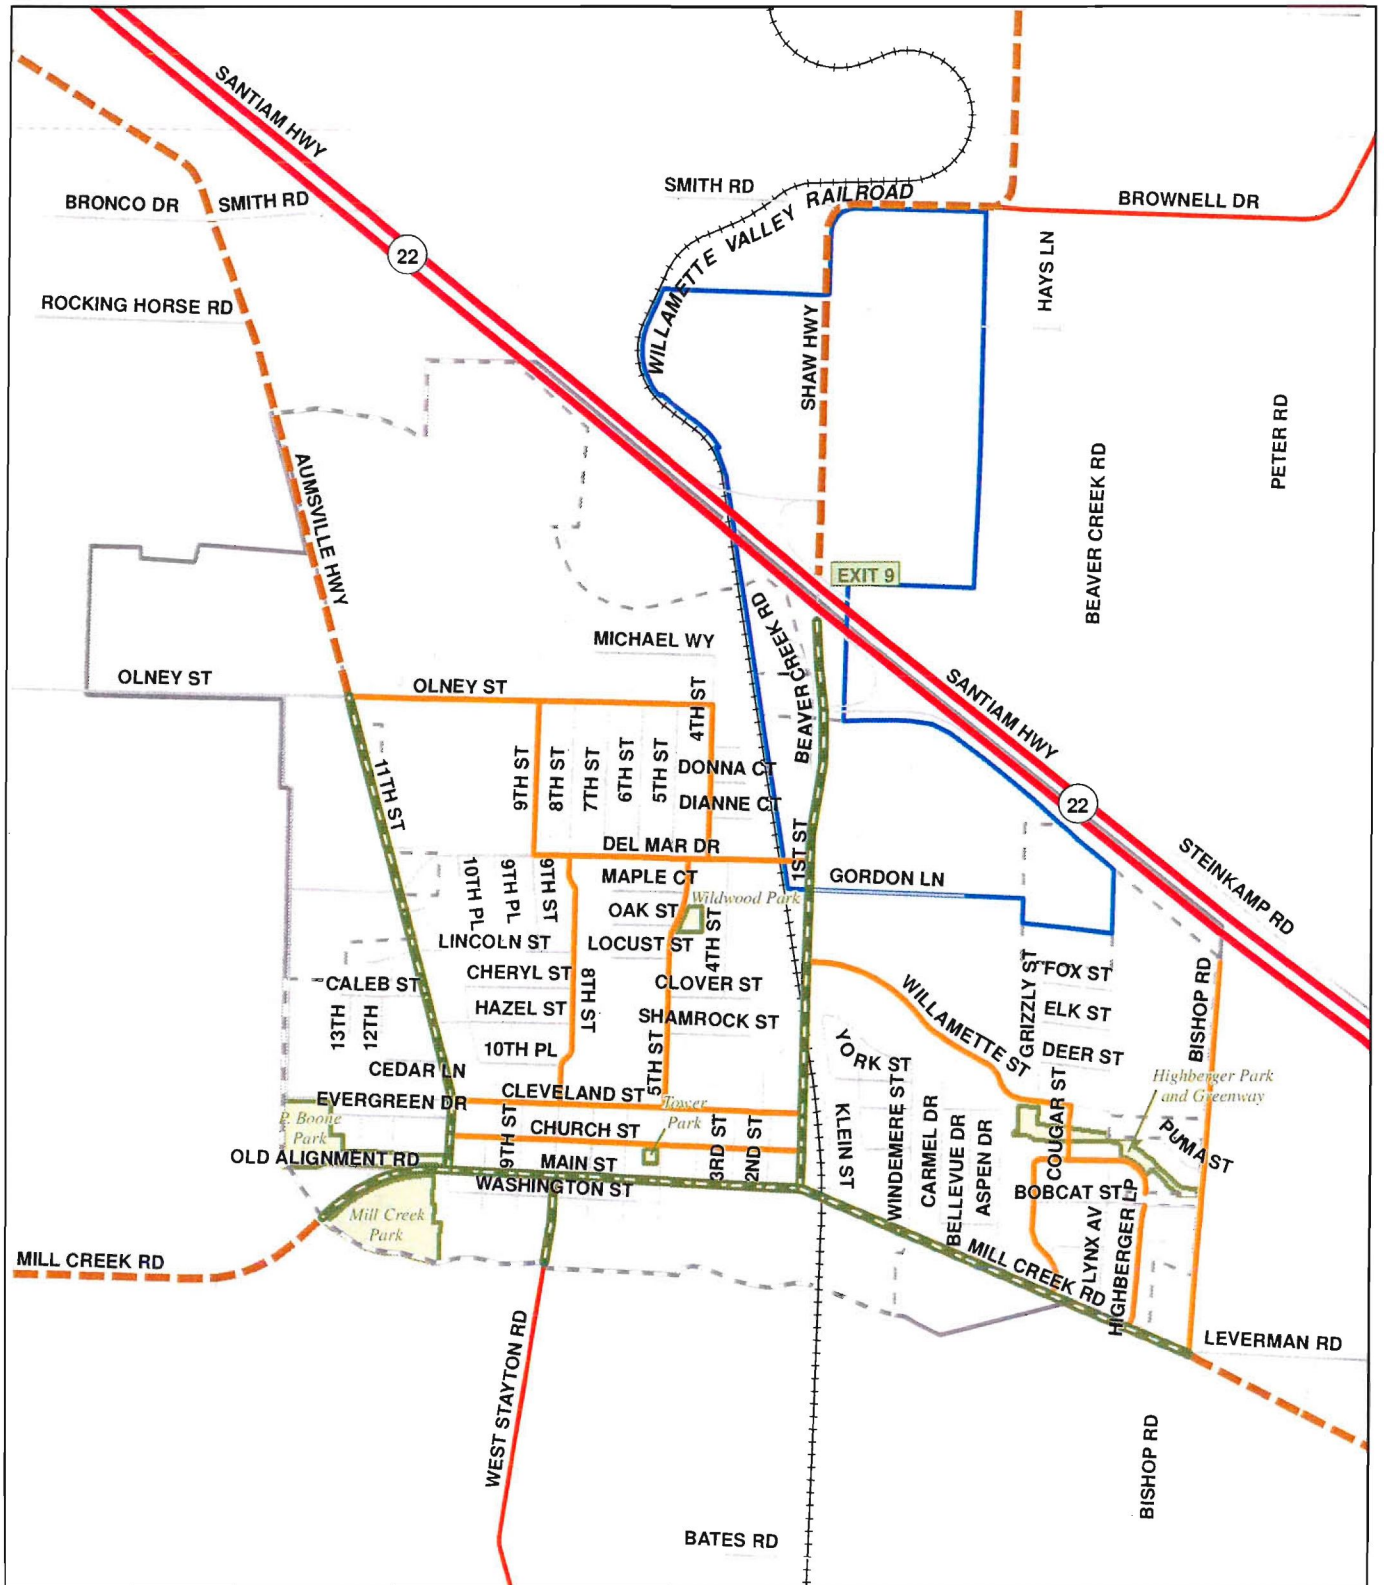 SANTIAM HWY
SMITH RD
WILLAMETTE VALLEY RAILROAD
BRONCO DR
SMITH RD
BROWNELL DR
22
HAYS LN
ROCKING HORSE RD
SHAW HWY
PETER RD
AUMSVILLE HWY
BEAVER CREEK RD
EXIT 9
BEAVERCREEK RD
MICHAEL WY
OLNEY ST
OLNEY ST
4TH ST
SANTIAM HWY
9TH ST
8TH ST
7TH ST
6TH ST
5TH ST
DONNA CT
11TH ST
DIANNE CT
22
DEL MAR DR
1ST ST
STEINKAMP RD
10TH PL
9TH PL
9TH ST
MAPLE CT
GORDON LN
Wildwood Park
OAK ST
4TH ST
LINCOLN ST
LOCUST ST
CHERYL ST
FOX ST
CALEB ST
CLOVER ST
GRIZZLY ST
BISHOP RD
HAZEL ST
8TH ST
SHAMROCK ST
WILLAMETTE ST
ELK ST
13TH
12TH
10TH PL
5TH ST
YORK ST
DEER ST
CEDAR LN
Highberger Park
and Greenway
CLEVELAND ST
EVERGREEN DR
Tower
Park
P. Boone
Park
9TH ST
CHURCH ST
3RD ST
2ND ST
KLEIN ST
WINDEMERE ST
CARMEL DR
BELLEVUE DR
ASPEN DR
COUGAR ST
PUMA ST
OLD ALIGNMENT RD
MAIN ST
WASHINGTON ST
BOBCAT ST
Mill Creek
Park
LYNX AV
HIGHBERGER LP
MILL CREEK RD
MILL CREEK RD
LEVERMAN RD
WEST STAYTON RD
BISHOP RD
BATES RD